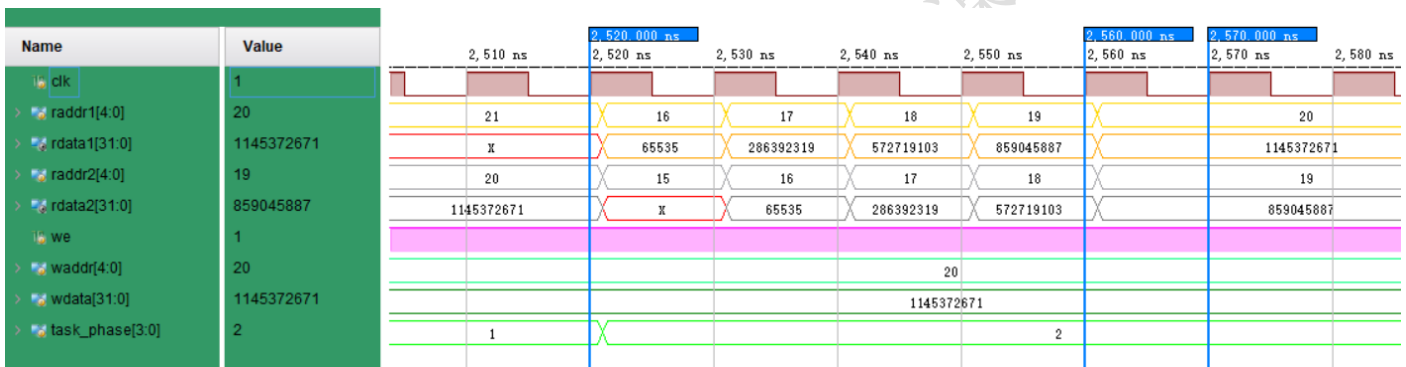 Name Value
2,520.000 ns 2,560.000 ns 2,570.000 ns
2,510 ns 2,520 ns 2,530 ns 2,540 ns 2,550 ns 2,560 ns 2,570 ns 2,580 ns
clk 1
raddr1[4:0] 20 21 16 17 18 19 20
rdata1[31:0] 1145372671 X 65535 286392319 572719103 859045887 1145372671
raddr2[4:0] 19 20 15 16 17 18 19
rdata2[31:0] 859045887 1145372671 X 65535 286392319 572719103 859045887
we 1
waddr[4:0] 20 20
wdata[31:0] 1145372671 1145372671
task_phase[3:0] 2 1 2